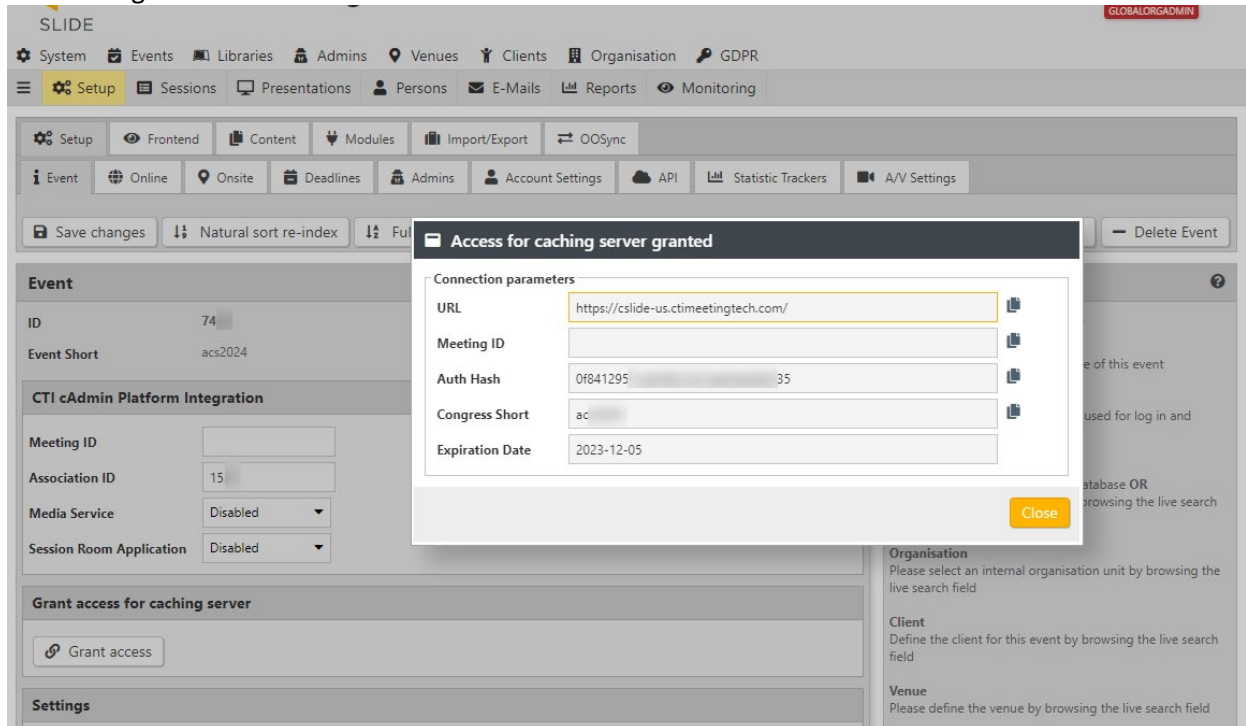 SLIDE
GLOBALORGADMIN
System Events Libraries Admins Venues Clients Organisation GDPR
Setup Sessions Presentations Persons E-Mails Reports Monitoring
Setup Frontend Content Modules Import/Export OOSync
Event Online Onsite Deadlines Admins Account Settings API Statistic Trackers A/V Settings
Save changes Natural sort re-index Ful Delete Event
Access for caching server granted
Connection parameters
URL https://cslide-us.ctimeetingtech.com/
Meeting ID
Auth Hash 0f841295 35
Congress Short ac
Expiration Date 2023-12-05
Close
Event
ID 74
Event Short acs2024
CTI cAdmin Platform Integration
Meeting ID
Association ID 15
Media Service Disabled
Session Room Application Disabled
Grant access for caching server
Grant access
Settings
e of this event
used for log in and
atabase OR
browsing the live search
Organisation
Please select an internal organisation unit by browsing the
live search field
Client
Define the client for this event by browsing the live search
field
Venue
Please define the venue by browsing the live search field